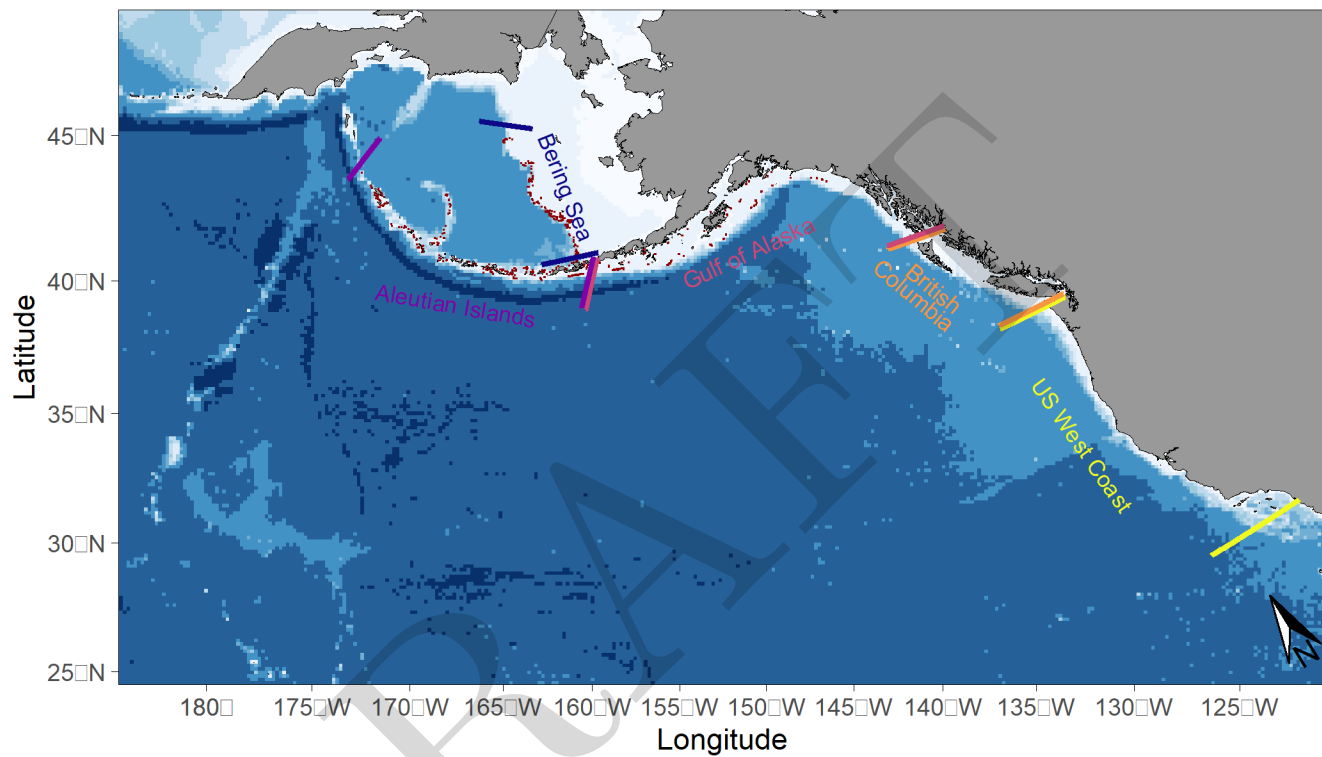 45□N
40□N
35□N
30□N
25□N
Latitude
Bering Sea
Aleutian Islands
Gulf of Alaska
British
Columbia
US West Coast
N
180□
175□W
170□W
165□W
160□W
155□W
150□W
145□W
140□W
135□W
130□W
125□W
Longitude
RAFT